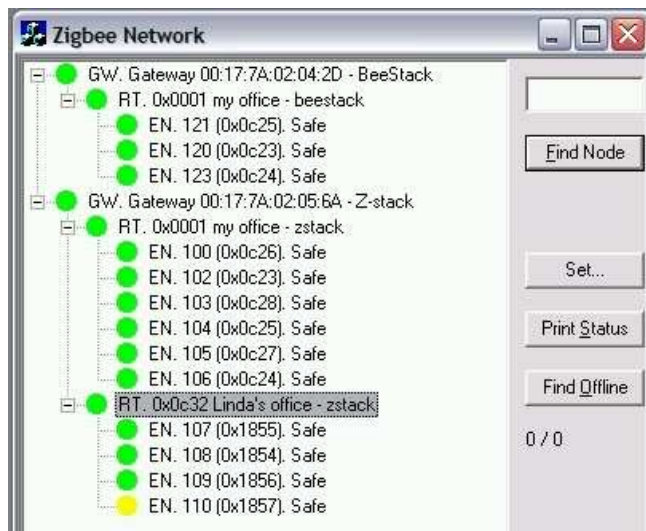 Zigbee Network
GW. Gateway 00:17:7A:02:04:2D - BeeStack
RT. 0x0001 my office - beestack
EN. 121 (0x0c25). Safe
EN. 120 (0x0c23). Safe
EN. 123 (0x0c24). Safe
GW. Gateway 00:17:7A:02:05:6A - Z-stack
RT. 0x0001 my office - zstack
EN. 100 (0x0c26). Safe
EN. 102 (0x0c23). Safe
EN. 103 (0x0c28). Safe
EN. 104 (0x0c25). Safe
EN. 105 (0x0c27). Safe
EN. 106 (0x0c24). Safe
RT. 0x0c32 Linda's office - zstack
EN. 107 (0x1855). Safe
EN. 108 (0x1854). Safe
EN. 109 (0x1856). Safe
EN. 110 (0x1857). Safe
Find Node
Set...
Print Status
Find Offline
0 / 0